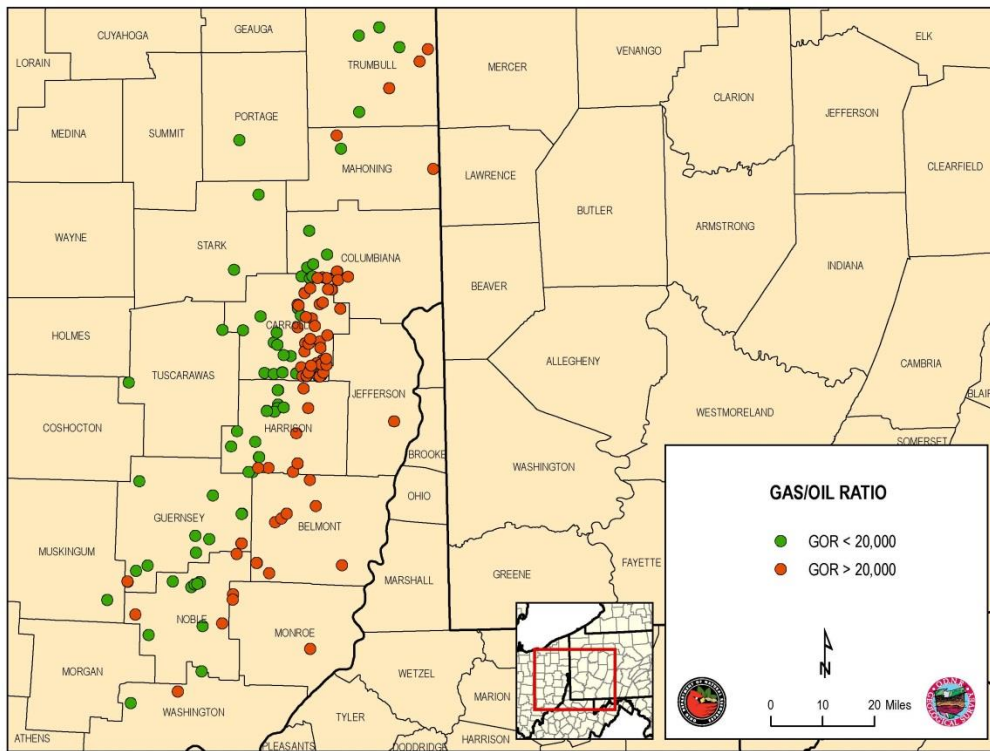 CUYAHOGA
GEAUGA
LORAIN
TRUMBULL
MERCER
VENANGO
ELK
CLARION
JEFFERSON
MEDINA
SUMMIT
PORTAGE
CLEARFIELD
MAHONING
LAWRENCE
BUTLER
ARMSTRONG
WAYNE
STARK
COLUMBIANA
BEAVER
INDIANA
HOLMES
CARROLL
ALLEGHENY
CAMBRIA
TUSCARAWAS
JEFFERSON
WESTMORELAND
BLAIR
COSHOCTON
HARRISON
BROOKE
WASHINGTON
SOMERSET
OHIO
GUERNSEY
BELMONT
MUSKINGUM
MARSHALL
GREENE
FAYETTE
NOBLE
MONROE
MORGAN
WETZEL
MARION
WASHINGTON
TYLER
ATHENS
PLEASANTS
DODDRIDGE
HARRISON
GAS/OIL RATIO
GOR < 20,000
GOR > 20,000
N
0 10 20 Miles